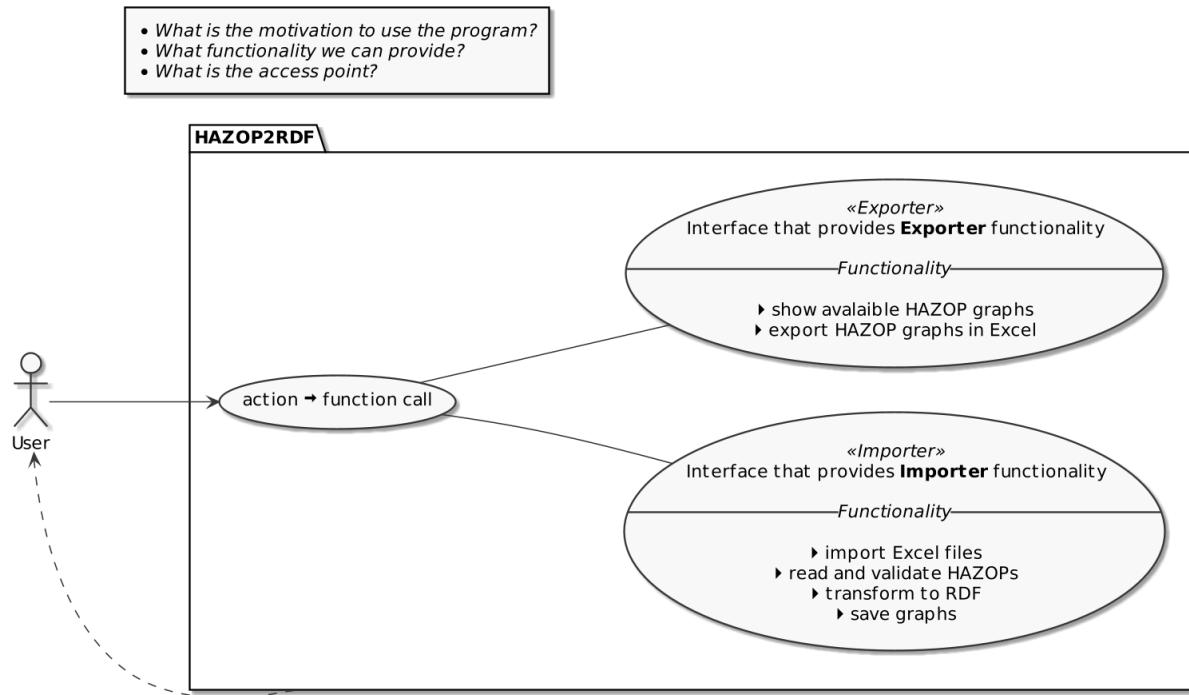 • What is the motivation to use the program?
• What functionality we can provide?
• What is the access point?
HAZOP2RDF
«Exporter»
Interface that provides Exporter functionality
Functionality
‣ show avalaible HAZOP graphs
‣ export HAZOP graphs in Excel
User
action → function call
«Importer»
Interface that provides Importer functionality
Functionality
‣ import Excel files
‣ read and validate HAZOPs
‣ transform to RDF
‣ save graphs